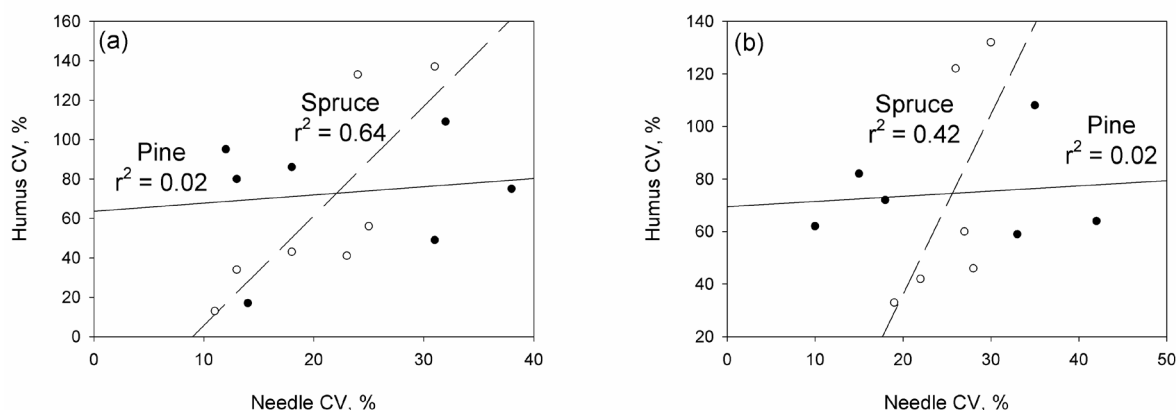 (a)
160
140
120
100
80
60
40
20
0
Humus CV, %
Spruce
r² = 0.64
Pine
r² = 0.02
0 10 20 30 40
Needle CV, %
(b)
140
120
100
80
60
40
20
Humus CV, %
Spruce
r² = 0.42
Pine
r² = 0.02
0 10 20 30 40 50
Needle CV, %